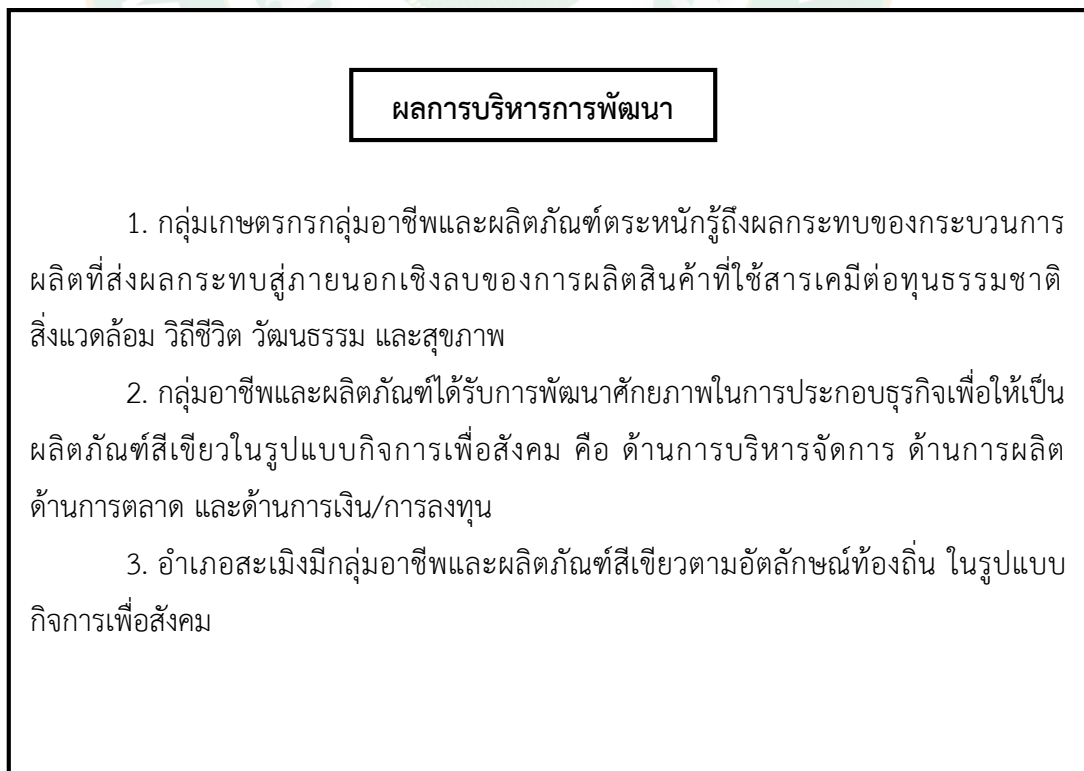 ผลการบริหารการพัฒนา
1. กลุ่มเกษตรกรกลุ่มอาชีพและผลิตภัณฑ์ตระหนักรู้ถึงผลกระทบของกระบวนการ
ผลิตที่ส่งผลกระทบสู่ภายนอกเชิงลบของการผลิตสินค้าที่ใช้สารเคมีต่อทุนธรรมชาติ
สิ่งแวดล้อม วิถีชีวิต วัฒนธรรม และสุขภาพ
2. กลุ่มอาชีพและผลิตภัณฑ์ได้รับการพัฒนาศักยภาพในการประกอบธุรกิจเพื่อให้เป็น
ผลิตภัณฑ์สีเขียวในรูปแบบกิจการเพื่อสังคม คือ ด้านการบริหารจัดการ ด้านการผลิต
ด้านการตลาด และด้านการเงิน/การลงทุน
3. อำเภอสะเมิงมีกลุ่มอาชีพและผลิตภัณฑ์สีเขียวตามอัตลักษณ์ท้องถิ่น ในรูปแบบ
กิจการเพื่อสังคม